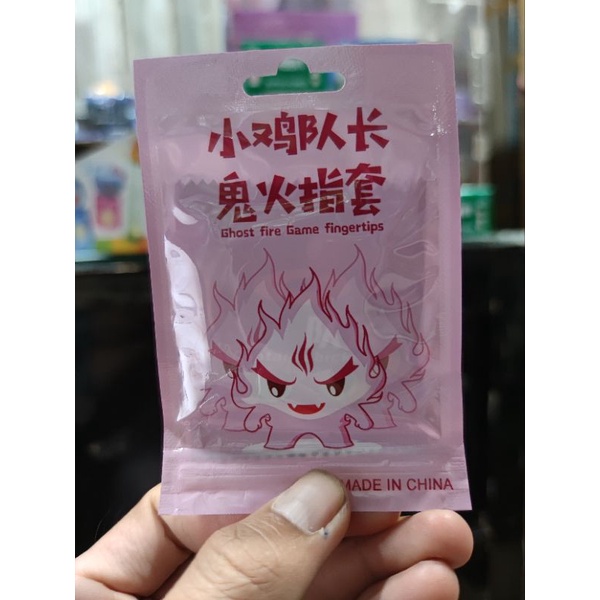 小鸡队长
鬼火指套
Ghost fire Game fingertips
MADE IN CHINA